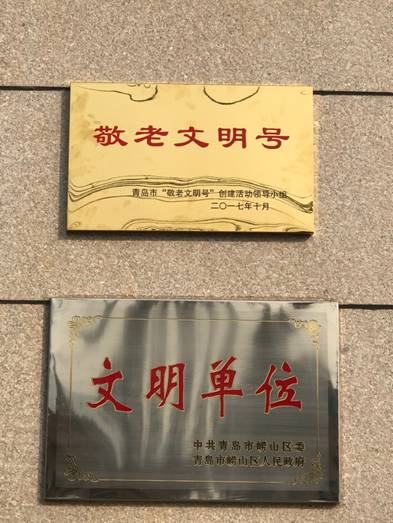 敬老文明号
青岛市“敬老文明号”创建活动领导小组
二〇一七年十月
文明单位
中共青岛市崂山区委
青岛市崂山区人民政府